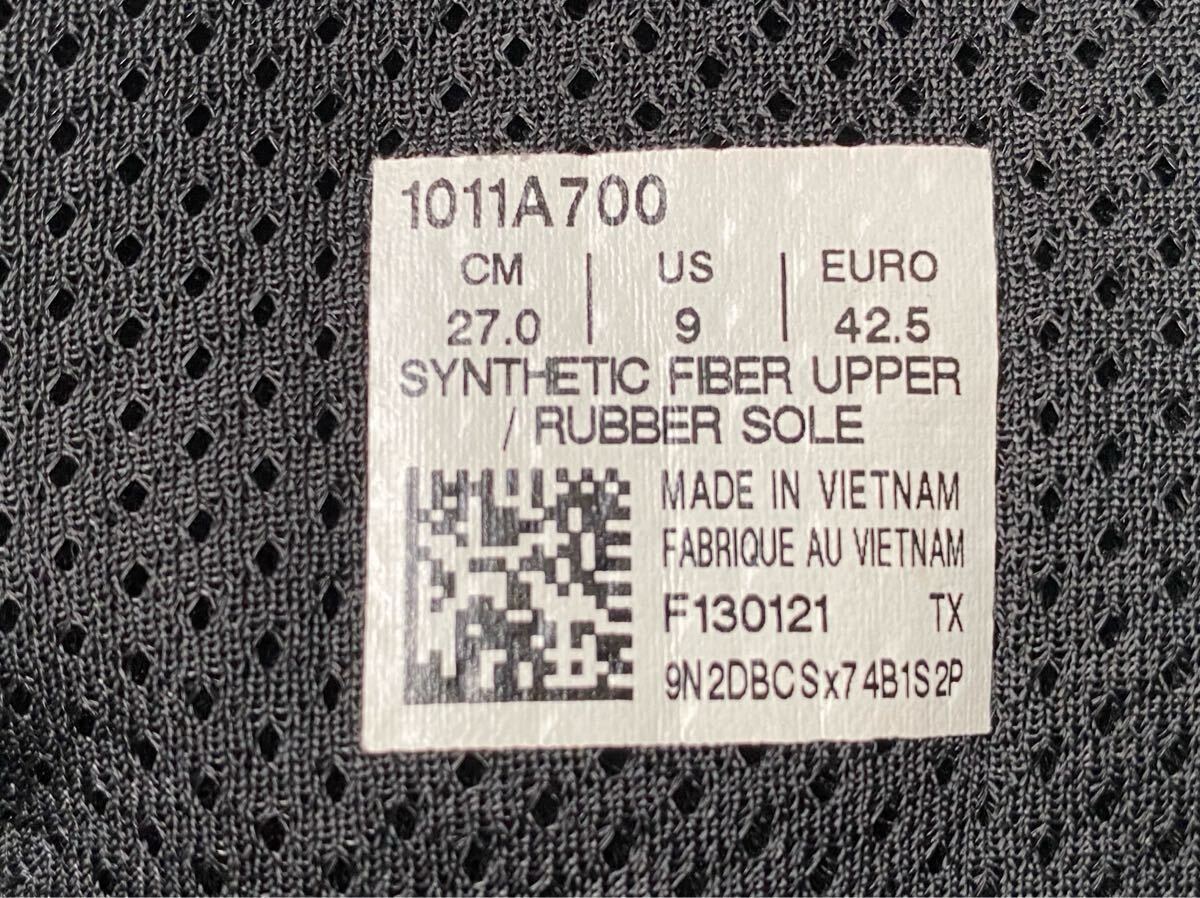 1011A700
CM | US | EURO
27.0 | 9 | 42.5
SYNTHETIC FIBER UPPER
/ RUBBER SOLE
MADE IN VIETNAM
FABRIQUE AU VIETNAM
F130121 TX
9N2DBCSx74B1S2P